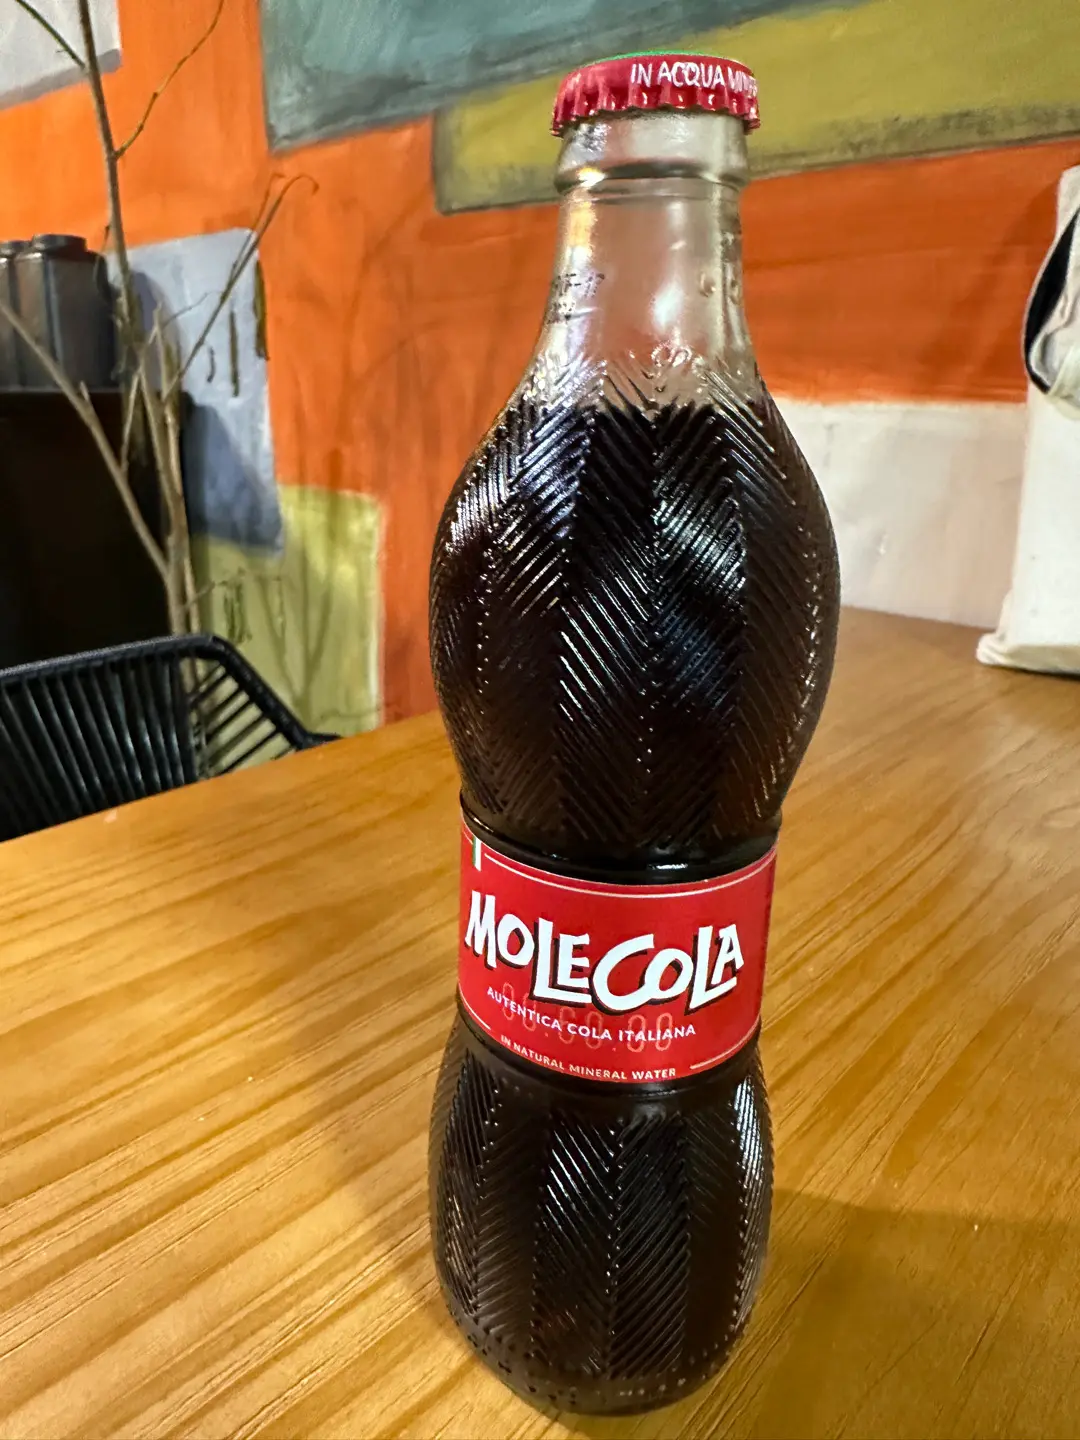 IN ACQUA
MOLECOLA
AUTENTICA COLA ITALIANA
IN NATURAL MINERAL WATER